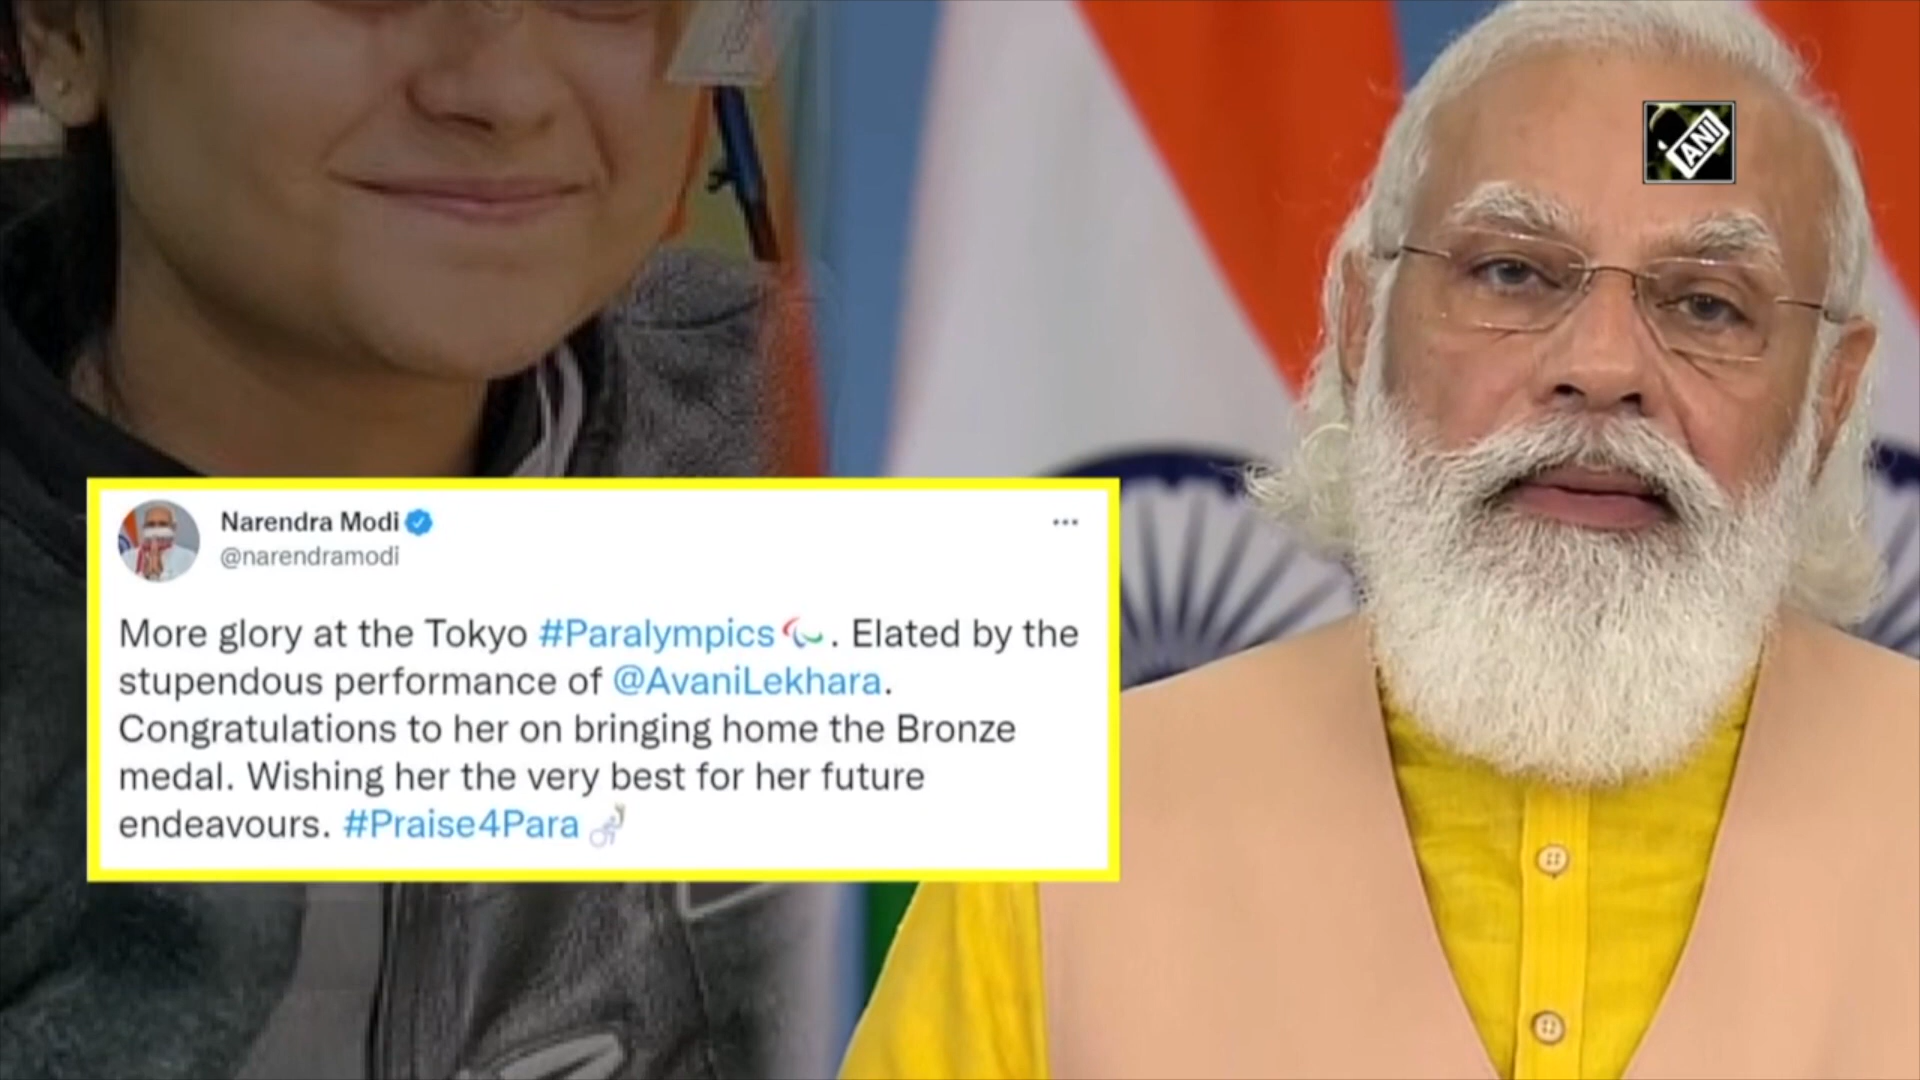 ANI
Narendra Modi
@narendramodi
More glory at the Tokyo #Paralympics. Elated by the
stupendous performance of @AvaniLekhara.
Congratulations to her on bringing home the Bronze
medal. Wishing her the very best for her future
endeavours. #Praise4Para